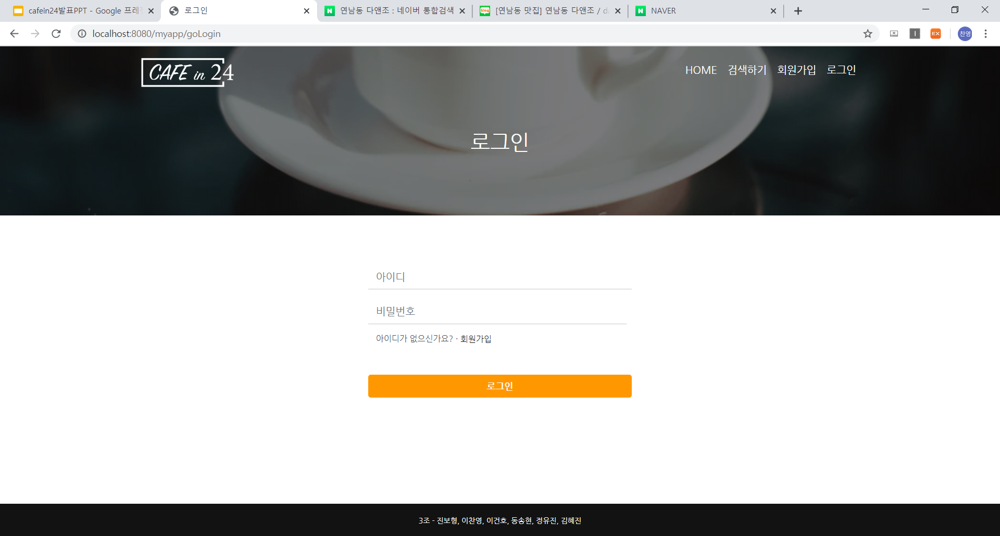 cafein24발표PPT - Google 프레
로그인
연남동 다앤조 : 네이버 통합검색
[연남동 맛집] 연남동 다앤조 / d
NAVER
localhost:8080/myapp/goLogin
EX
찬영
CAFE in 24
HOME 검색하기 회원가입 로그인
로그인
아이디
비밀번호
아이디가 없으신가요? · 회원가입
로그인
3조 - 진보형, 이찬영, 이건호, 동송현, 정유진, 김혜진